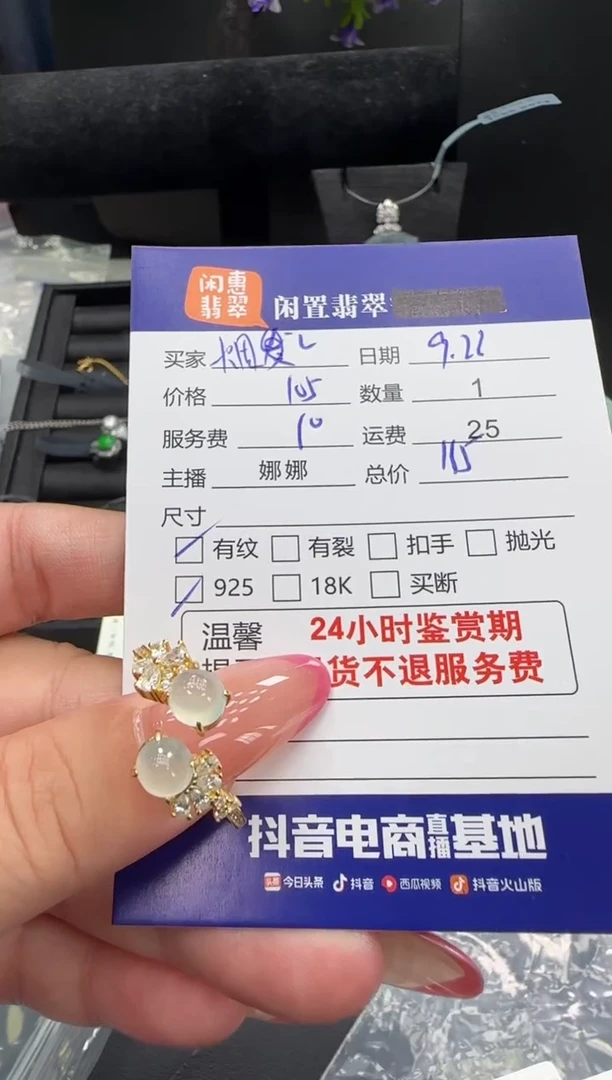 闲惠
翡翠
闲置翡翠
买家 日期 9.22
价格 105 数量 1
服务费 10 运费 25
主播 娜娜 总价 115
尺寸
有纹 有裂 扣手 抛光
925 18K 买断
温馨 24小时鉴赏期
货不退服务费
抖音电商直播基地
头条 今日头条 抖音 西瓜视频 抖音火山版